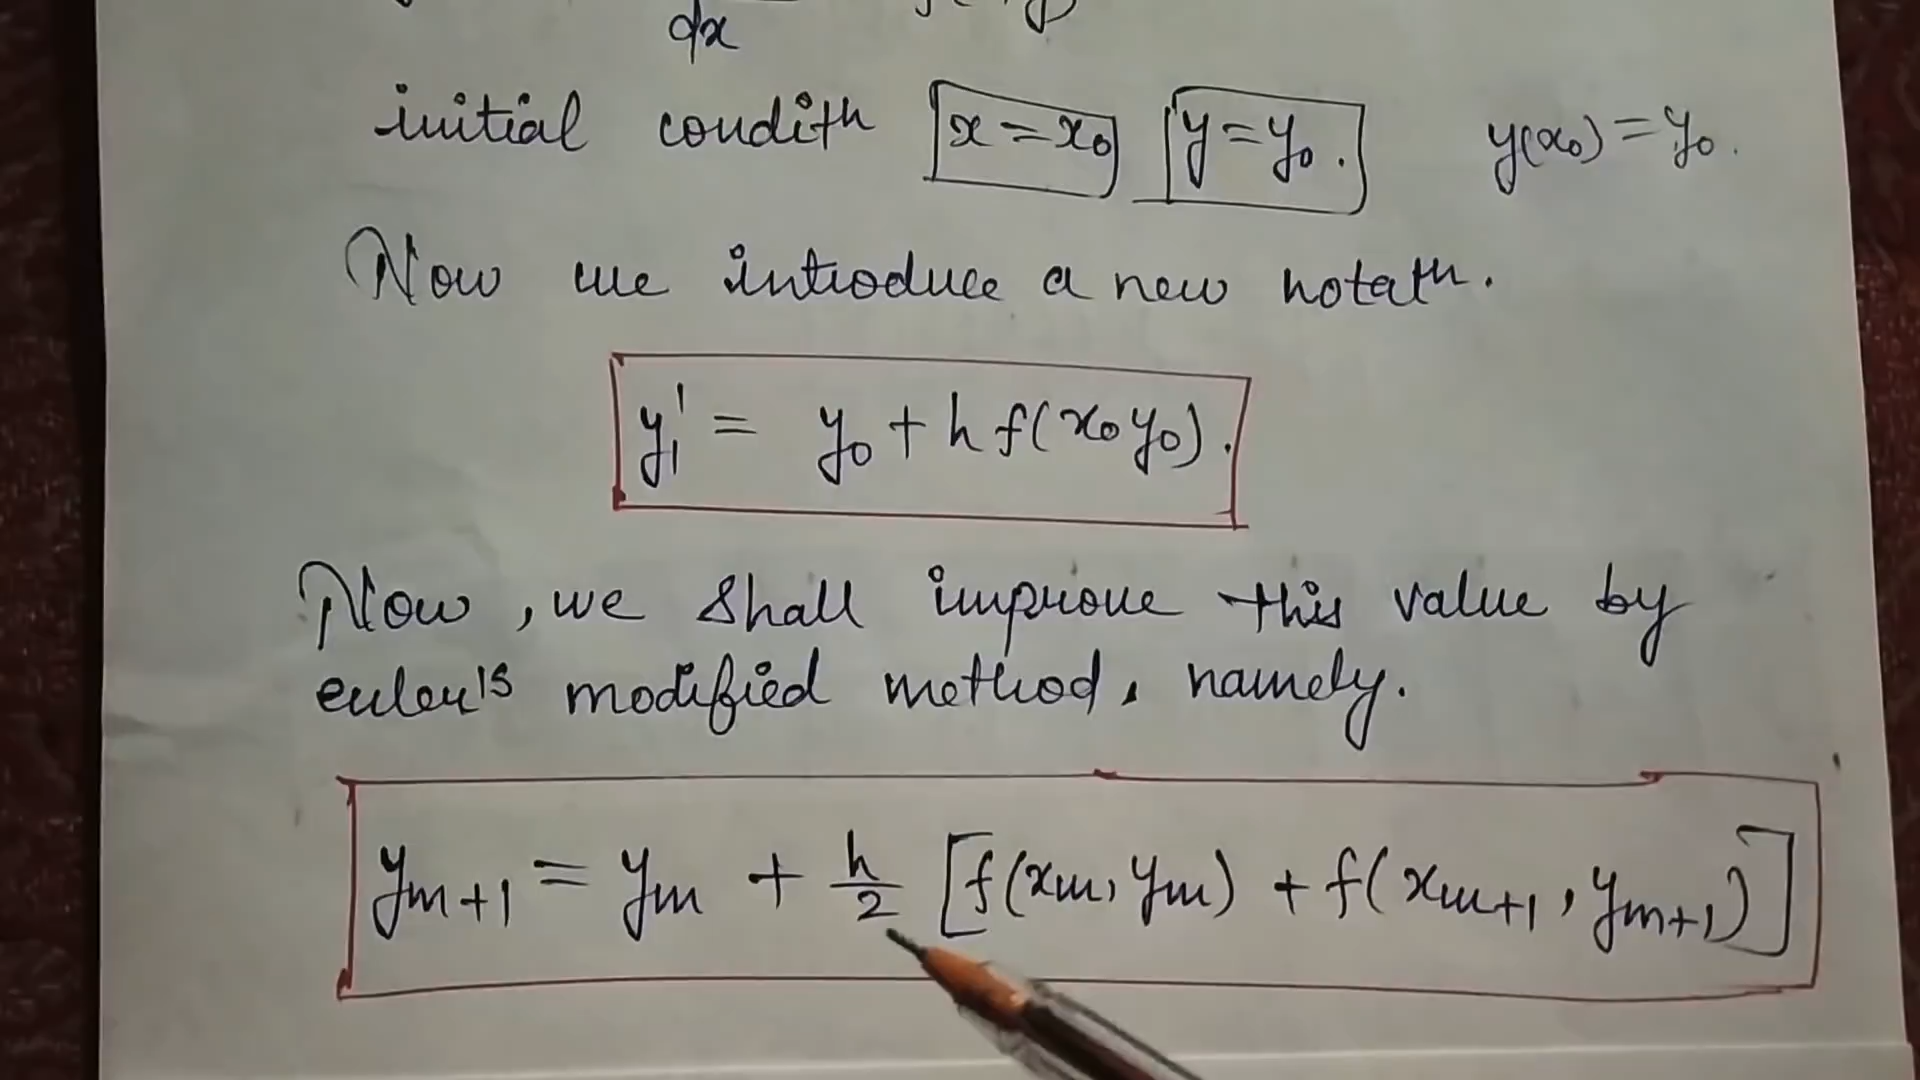 dx
initial condith x = x₀ y = y₀. y(x₀) = y₀.
Now we introduce a new notatn.
y₁' = y₀ + h f(x₀ y₀).
Now, we shall improve this value by
euler's modified method, namely.
yₘ₊₁ = yₘ + h/2 [f(xₘ, yₘ) + f(xₘ₊₁, yₘ₊₁)]